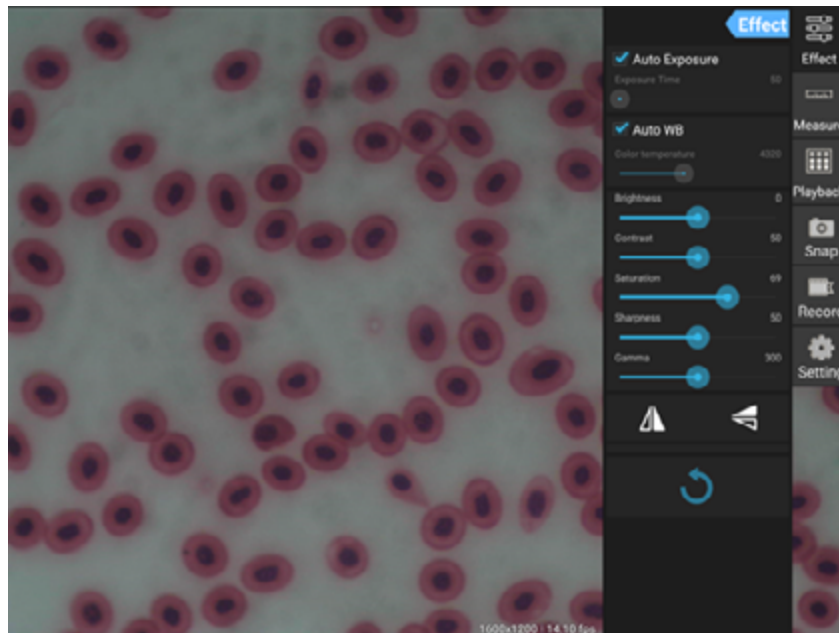 Effect
Auto Exposure
Exposure Time 50
Auto WB
Color temperature 4320
Brightness 0
Contrast 50
Saturation 69
Sharpness 50
Gamma 300
Effect
Measure
Playback
Snap
Record
Setting
1600x1200 | 14.10 fps